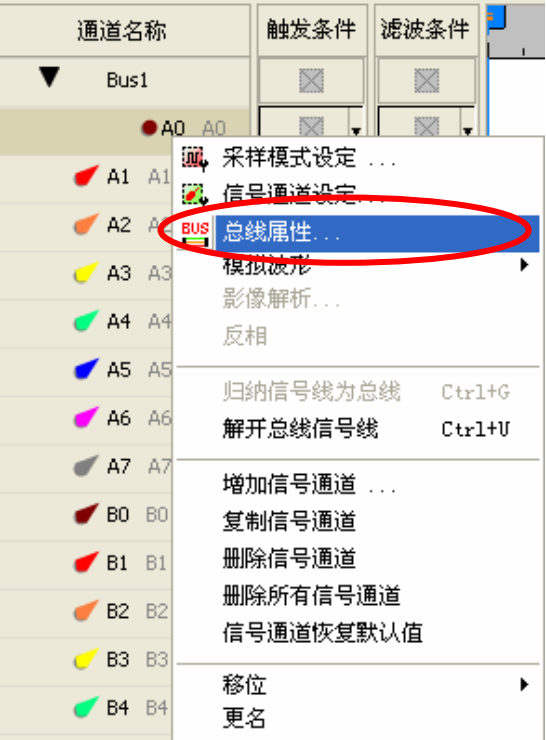 通道名称 触发条件 滤波条件
Bus1
A0 A0
采样模式设定 ...
A1 A1
信号通道设定...
A2 A2
BUS 总线属性...
模拟波形
A3 A3
影像解析...
A4 A4
反相
A5 A5
归纳信号线为总线 Ctrl+G
A6 A6
解开总线信号线 Ctrl+U
A7 A7
增加信号通道 ...
B0 B0
复制信号通道
B1 B1
删除信号通道
B2 B2
删除所有信号通道
信号通道恢复默认值
B3 B3
移位
B4 B4
更名